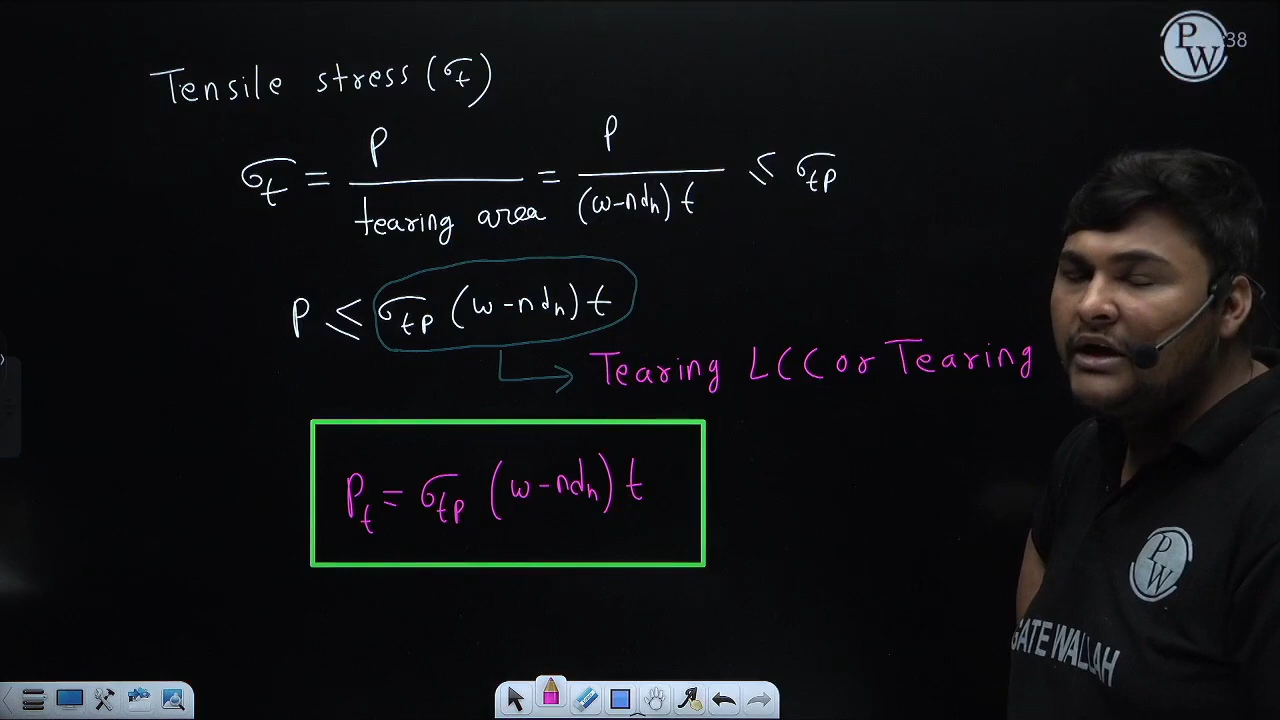 PW 38
Tensile stress (σt)
σt = P / tearing area = P / (w-ndh) t ≤ σtp
P ≤ σtp (w-ndh) t
Tearing LCC or Tearing
Pt = σtp (w-ndh) t
PW
GATE WALLAH